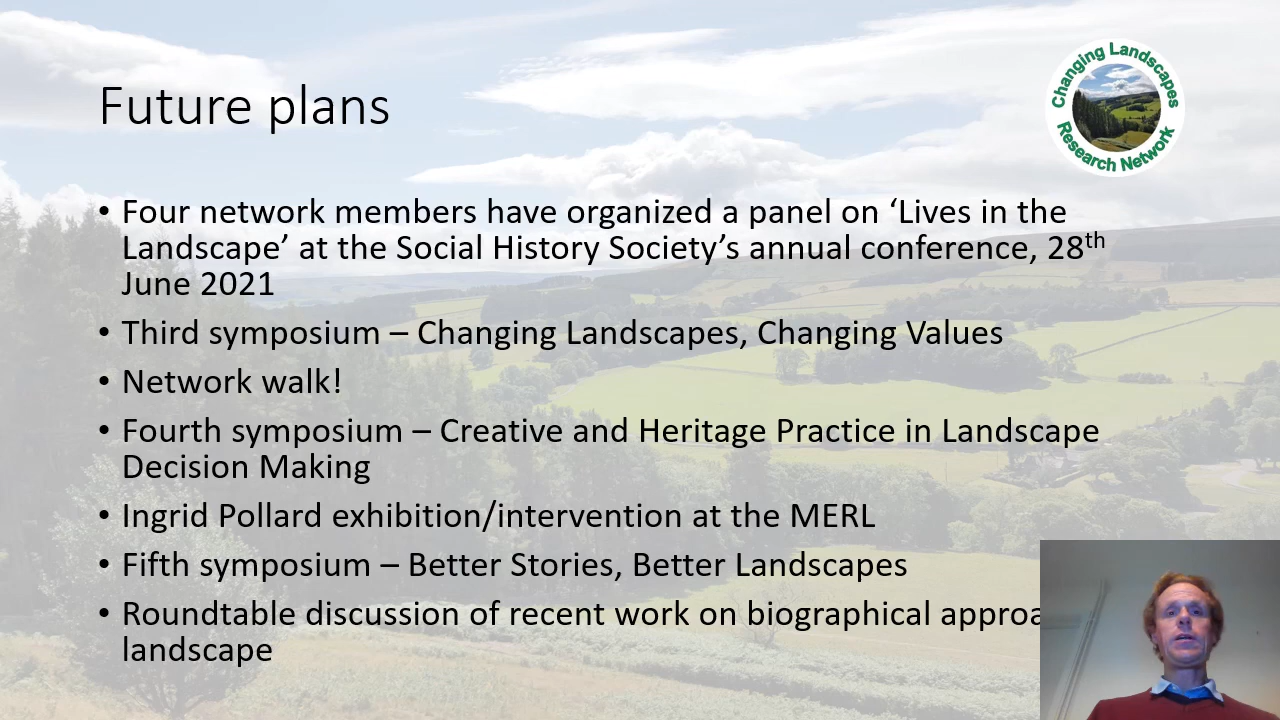 Changing Landscapes
Research Network
Future plans
• Four network members have organized a panel on ‘Lives in the
Landscape’ at the Social History Society’s annual conference, 28th
June 2021
• Third symposium – Changing Landscapes, Changing Values
• Network walk!
• Fourth symposium – Creative and Heritage Practice in Landscape
Decision Making
• Ingrid Pollard exhibition/intervention at the MERL
• Fifth symposium – Better Stories, Better Landscapes
• Roundtable discussion of recent work on biographical
landscape